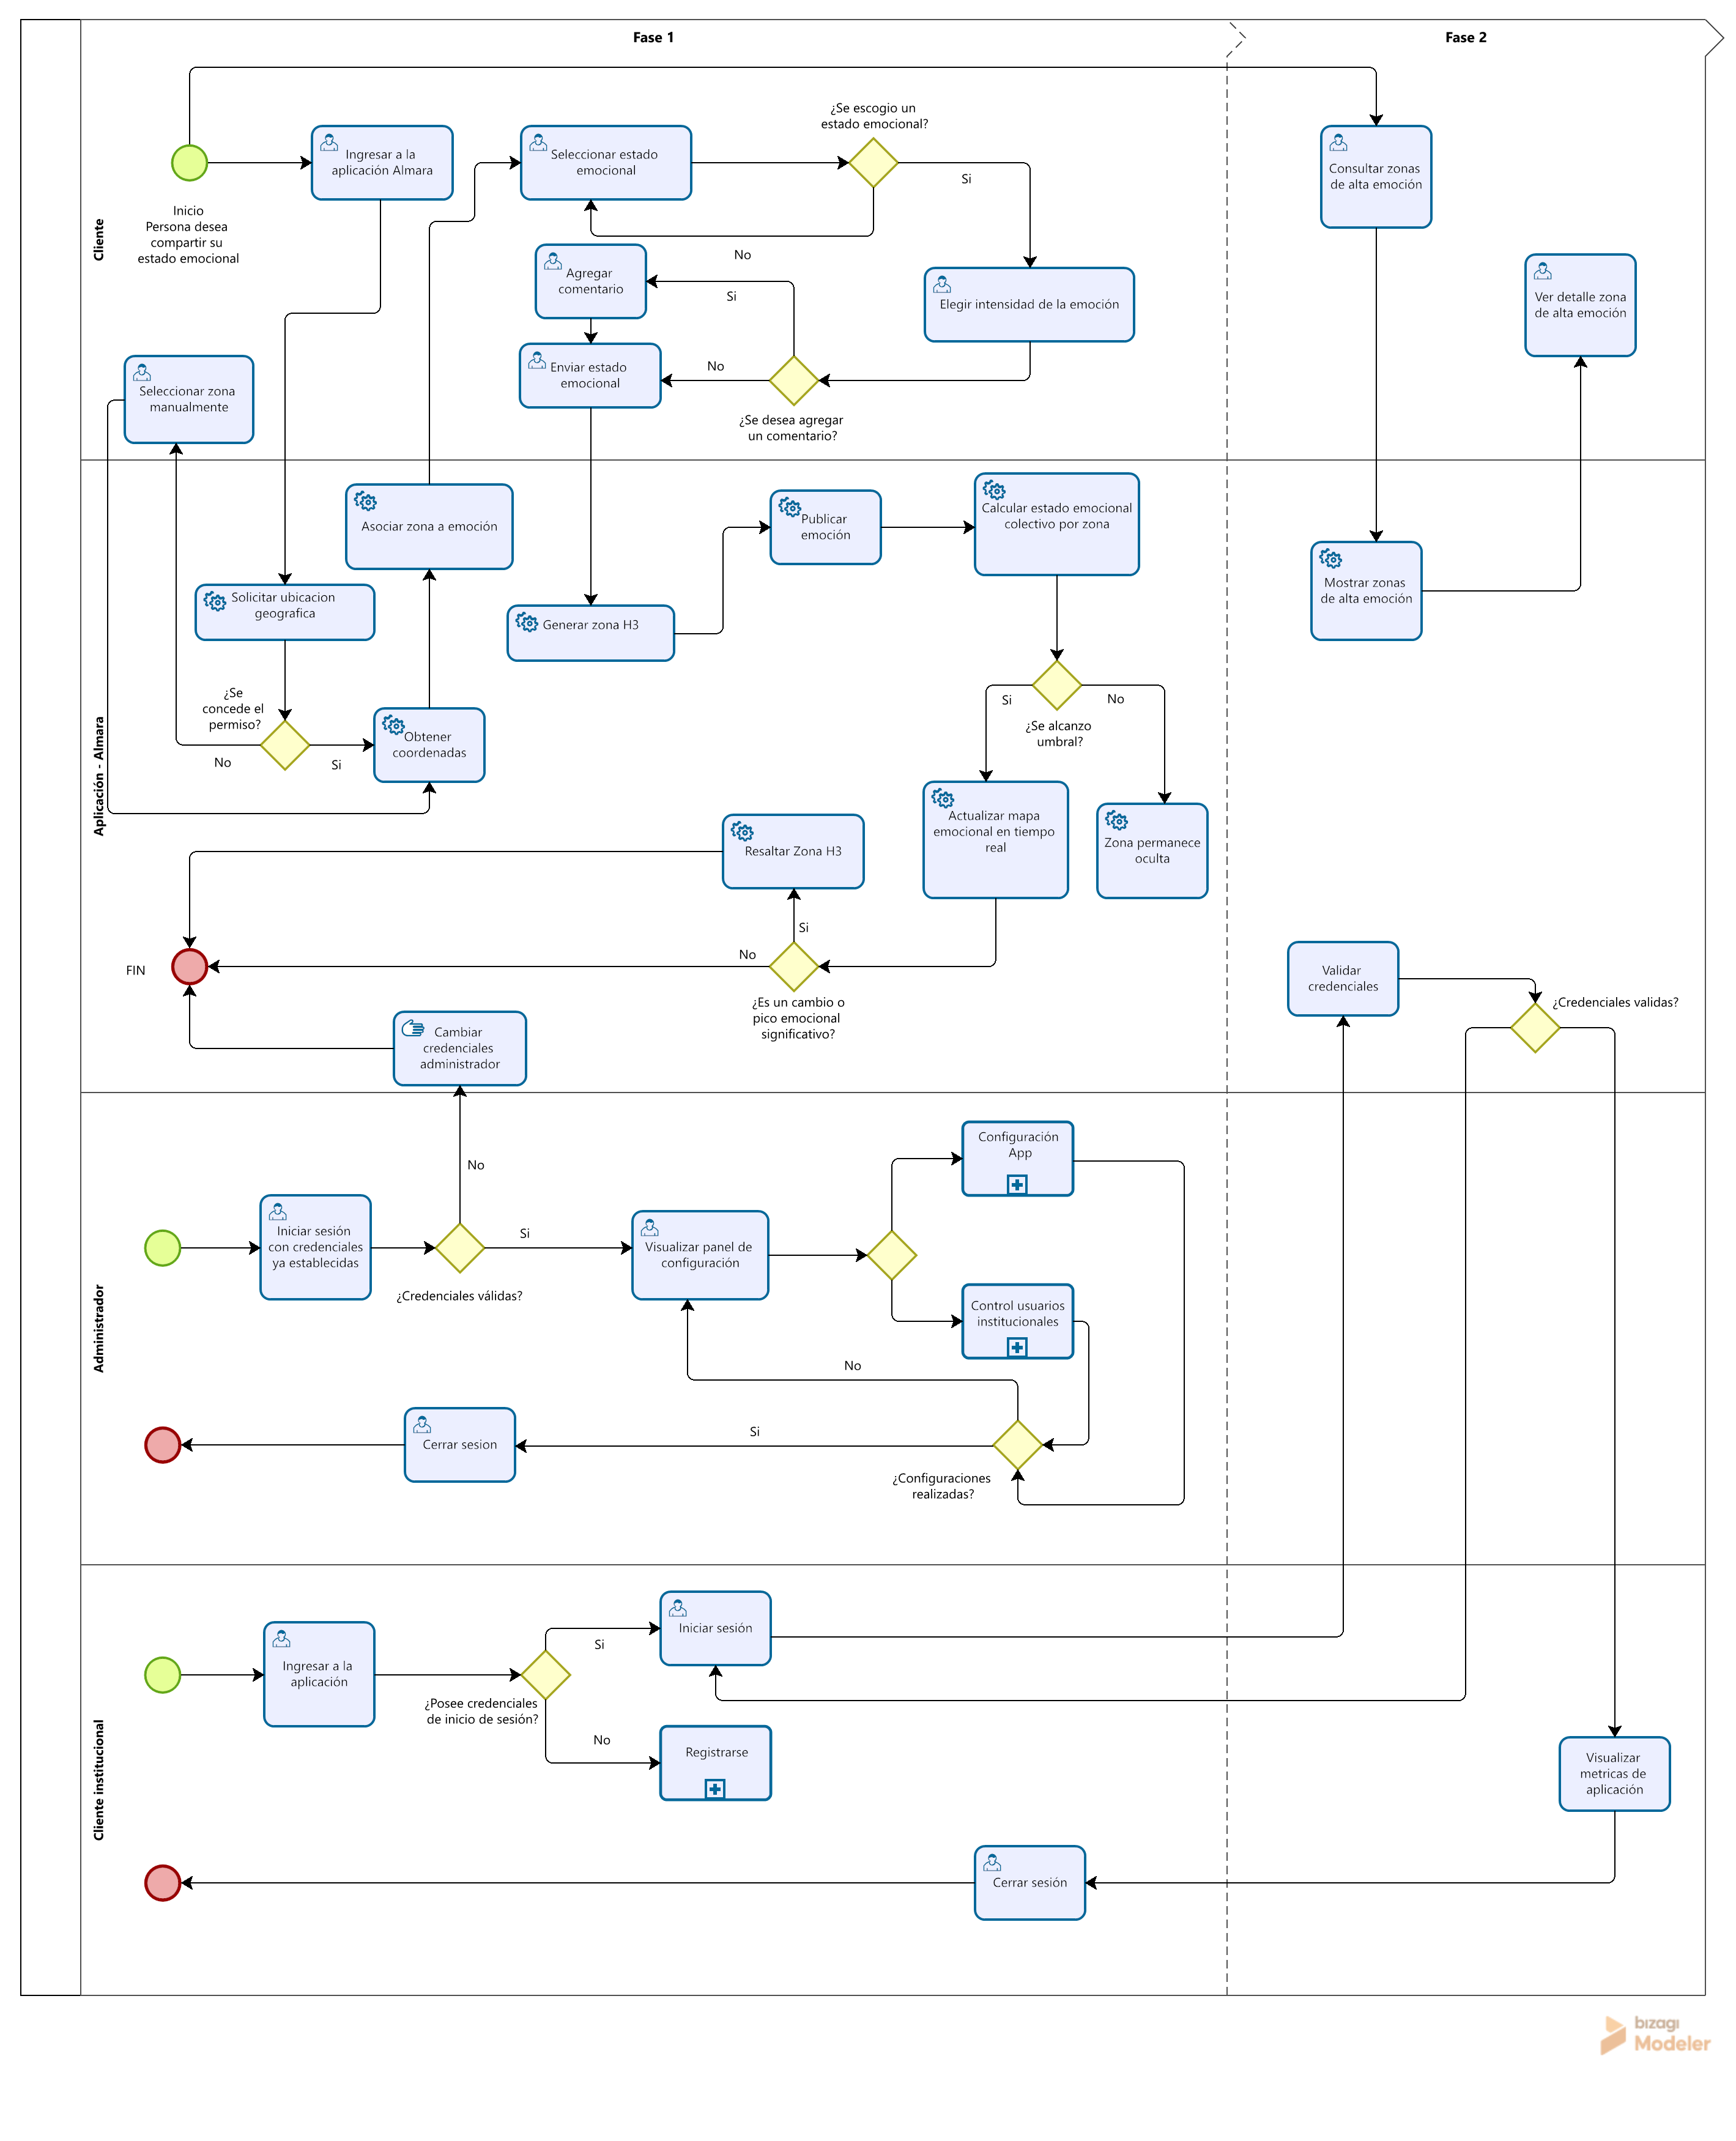 Fase 1
Fase 2
Cliente
Inicio
Persona desea
compartir su
estado emocional
Ingresar a la
aplicación Almara
Seleccionar estado
emocional
¿Se escogio un
estado emocional?
Si
No
Elegir intensidad de la emoción
Agregar
comentario
Si
Enviar estado
emocional
No
¿Se desea agregar
un comentario?
Seleccionar zona
manualmente
Consultar zonas
de alta emoción
Ver detalle zona
de alta emoción
Aplicación - Almara
Asociar zona a emoción
Solicitar ubicacion
geografica
¿Se
concede el
permiso?
No
Si
Obtener
coordenadas
Generar zona H3
Publicar
emoción
Calcular estado emocional
colectivo por zona
Si
No
¿Se alcanzo
umbral?
Actualizar mapa
emocional en tiempo
real
Zona permanece
oculta
Resaltar Zona H3
Si
No
¿Es un cambio o
pico emocional
significativo?
FIN
Cambiar
credenciales
administrador
Mostrar zonas
de alta emoción
Validar
credenciales
¿Credenciales validas?
Administrador
Iniciar sesión
con credenciales
ya establecidas
No
Si
¿Credenciales válidas?
Visualizar panel de
configuración
Configuración
App
Control usuarios
institucionales
No
Si
¿Configuraciones
realizadas?
Cerrar sesion
Cliente institucional
Ingresar a la
aplicación
¿Posee credenciales
de inicio de sesión?
Si
No
Iniciar sesión
Registrarse
Visualizar
metricas de
aplicación
Cerrar sesión
bizagi
Modeler